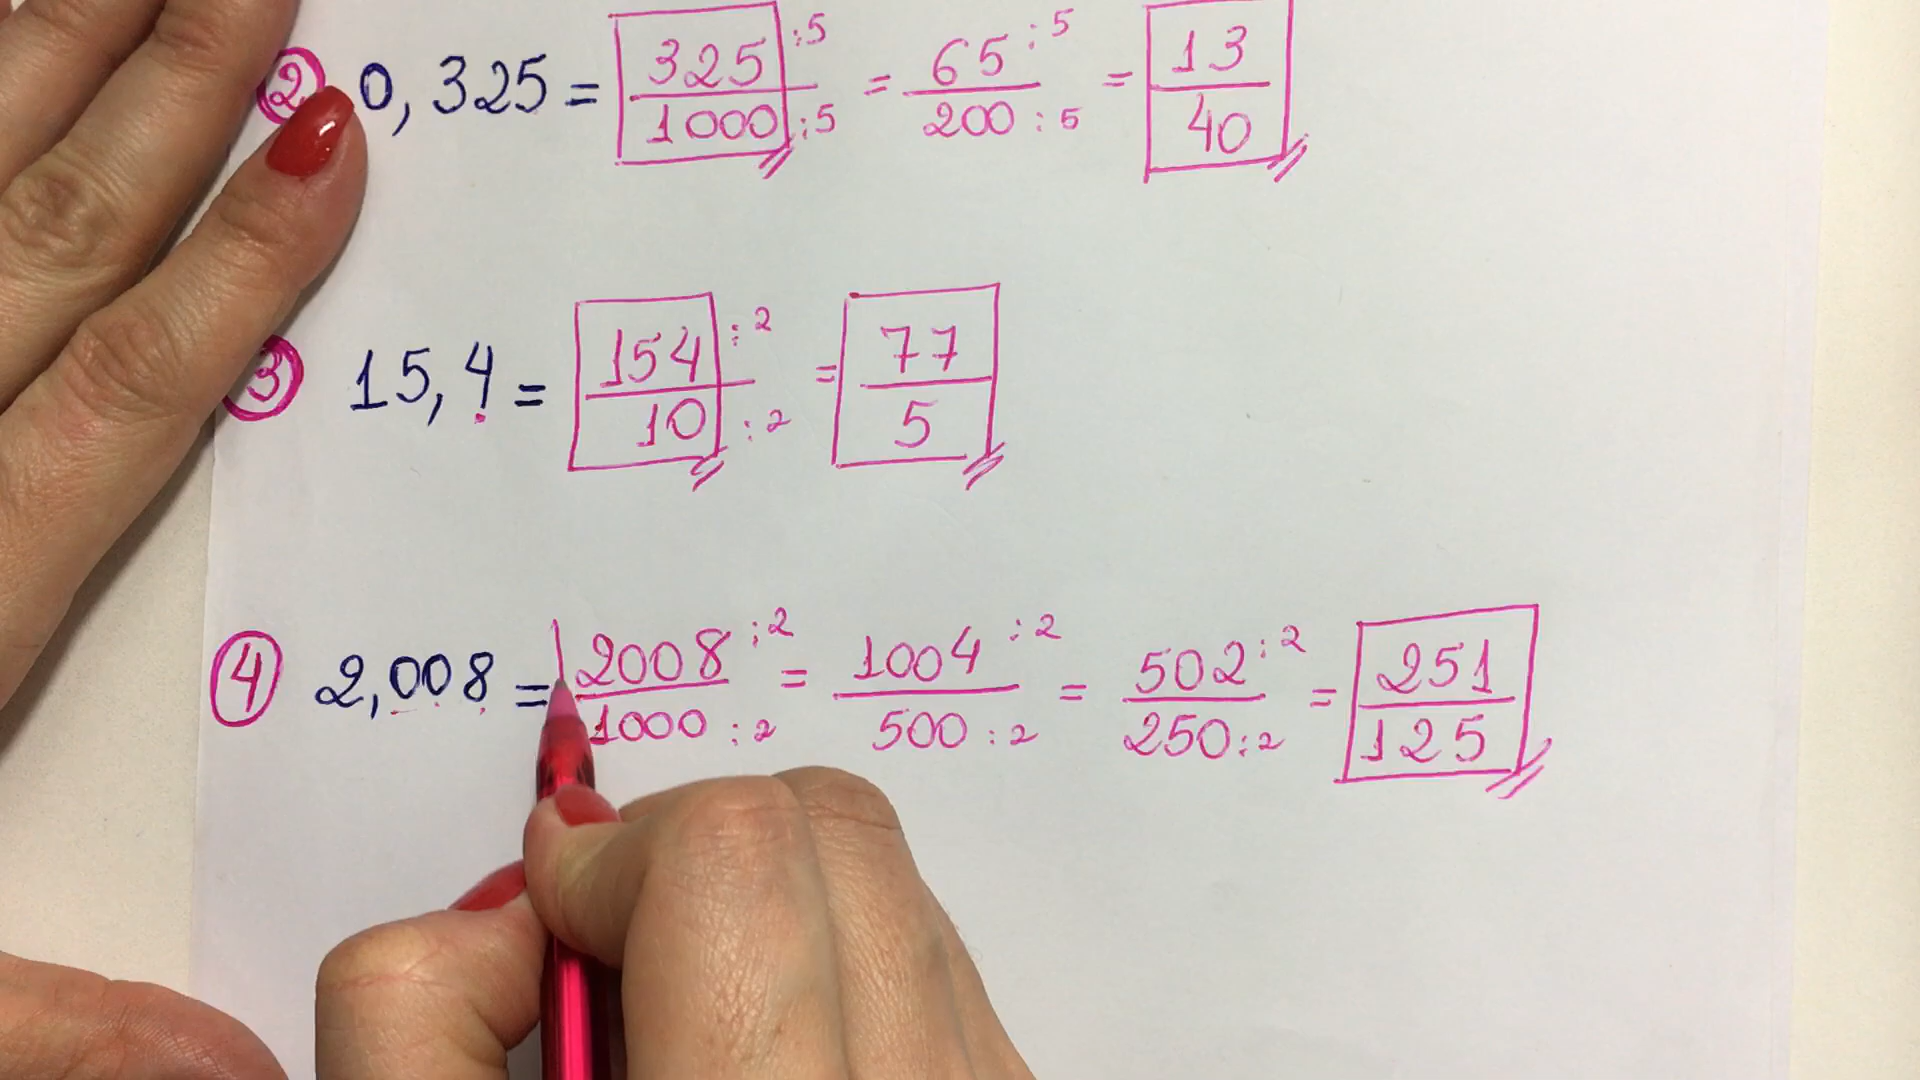 ② 0,325 = 325:5/1000:5 = 65:5/200:5 = 13/40
③ 15,4 = 154:2/10:2 = 77/5
④ 2,008 = 2008:2/1000:2 = 1004:2/500:2 = 502:2/250:2 = 251/125